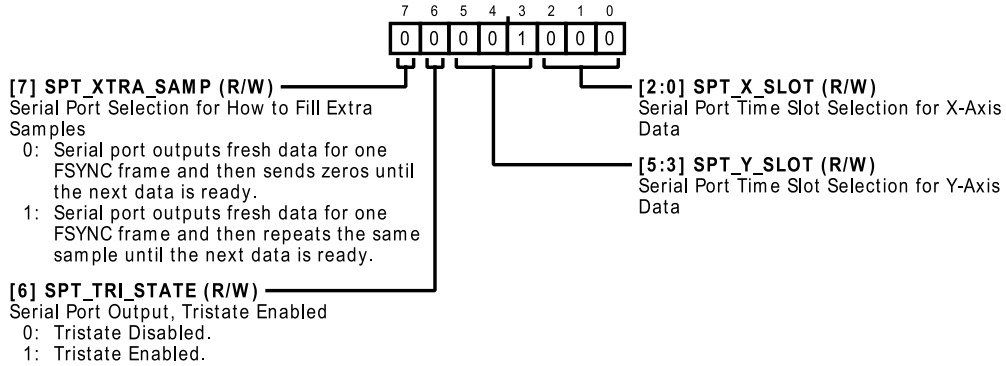 7 6 5 4 3 2 1 0
0 0 0 0 1 0 0 0
[7] SPT_XTRA_SAMP (R/W)
Serial Port Selection for How to Fill Extra
Samples
0: Serial port outputs fresh data for one
FSYNC frame and then sends zeros until
the next data is ready.
1: Serial port outputs fresh data for one
FSYNC frame and then repeats the same
sample until the next data is ready.
[6] SPT_TRI_STATE (R/W)
Serial Port Output, Tristate Enabled
0: Tristate Disabled.
1: Tristate Enabled.
[2:0] SPT_X_SLOT (R/W)
Serial Port Time Slot Selection for X-Axis
Data
[5:3] SPT_Y_SLOT (R/W)
Serial Port Time Slot Selection for Y-Axis
Data